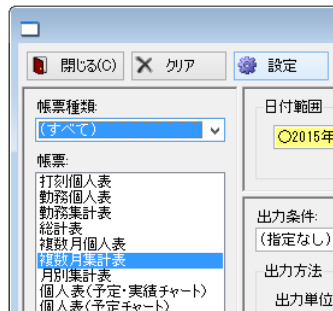 閉じる(C) クリア 設定
帳票種類:
(すべて)
帳票:
打刻個人表
勤務個人表
勤務集計表
総計表
複数月個人表
複数月集計表
月別集計表
個人表(予定・実績チャート)
個人表(予定チャート)
日付範囲
〇2015年
出力条件:
(指定なし)
出力方法
出力単位